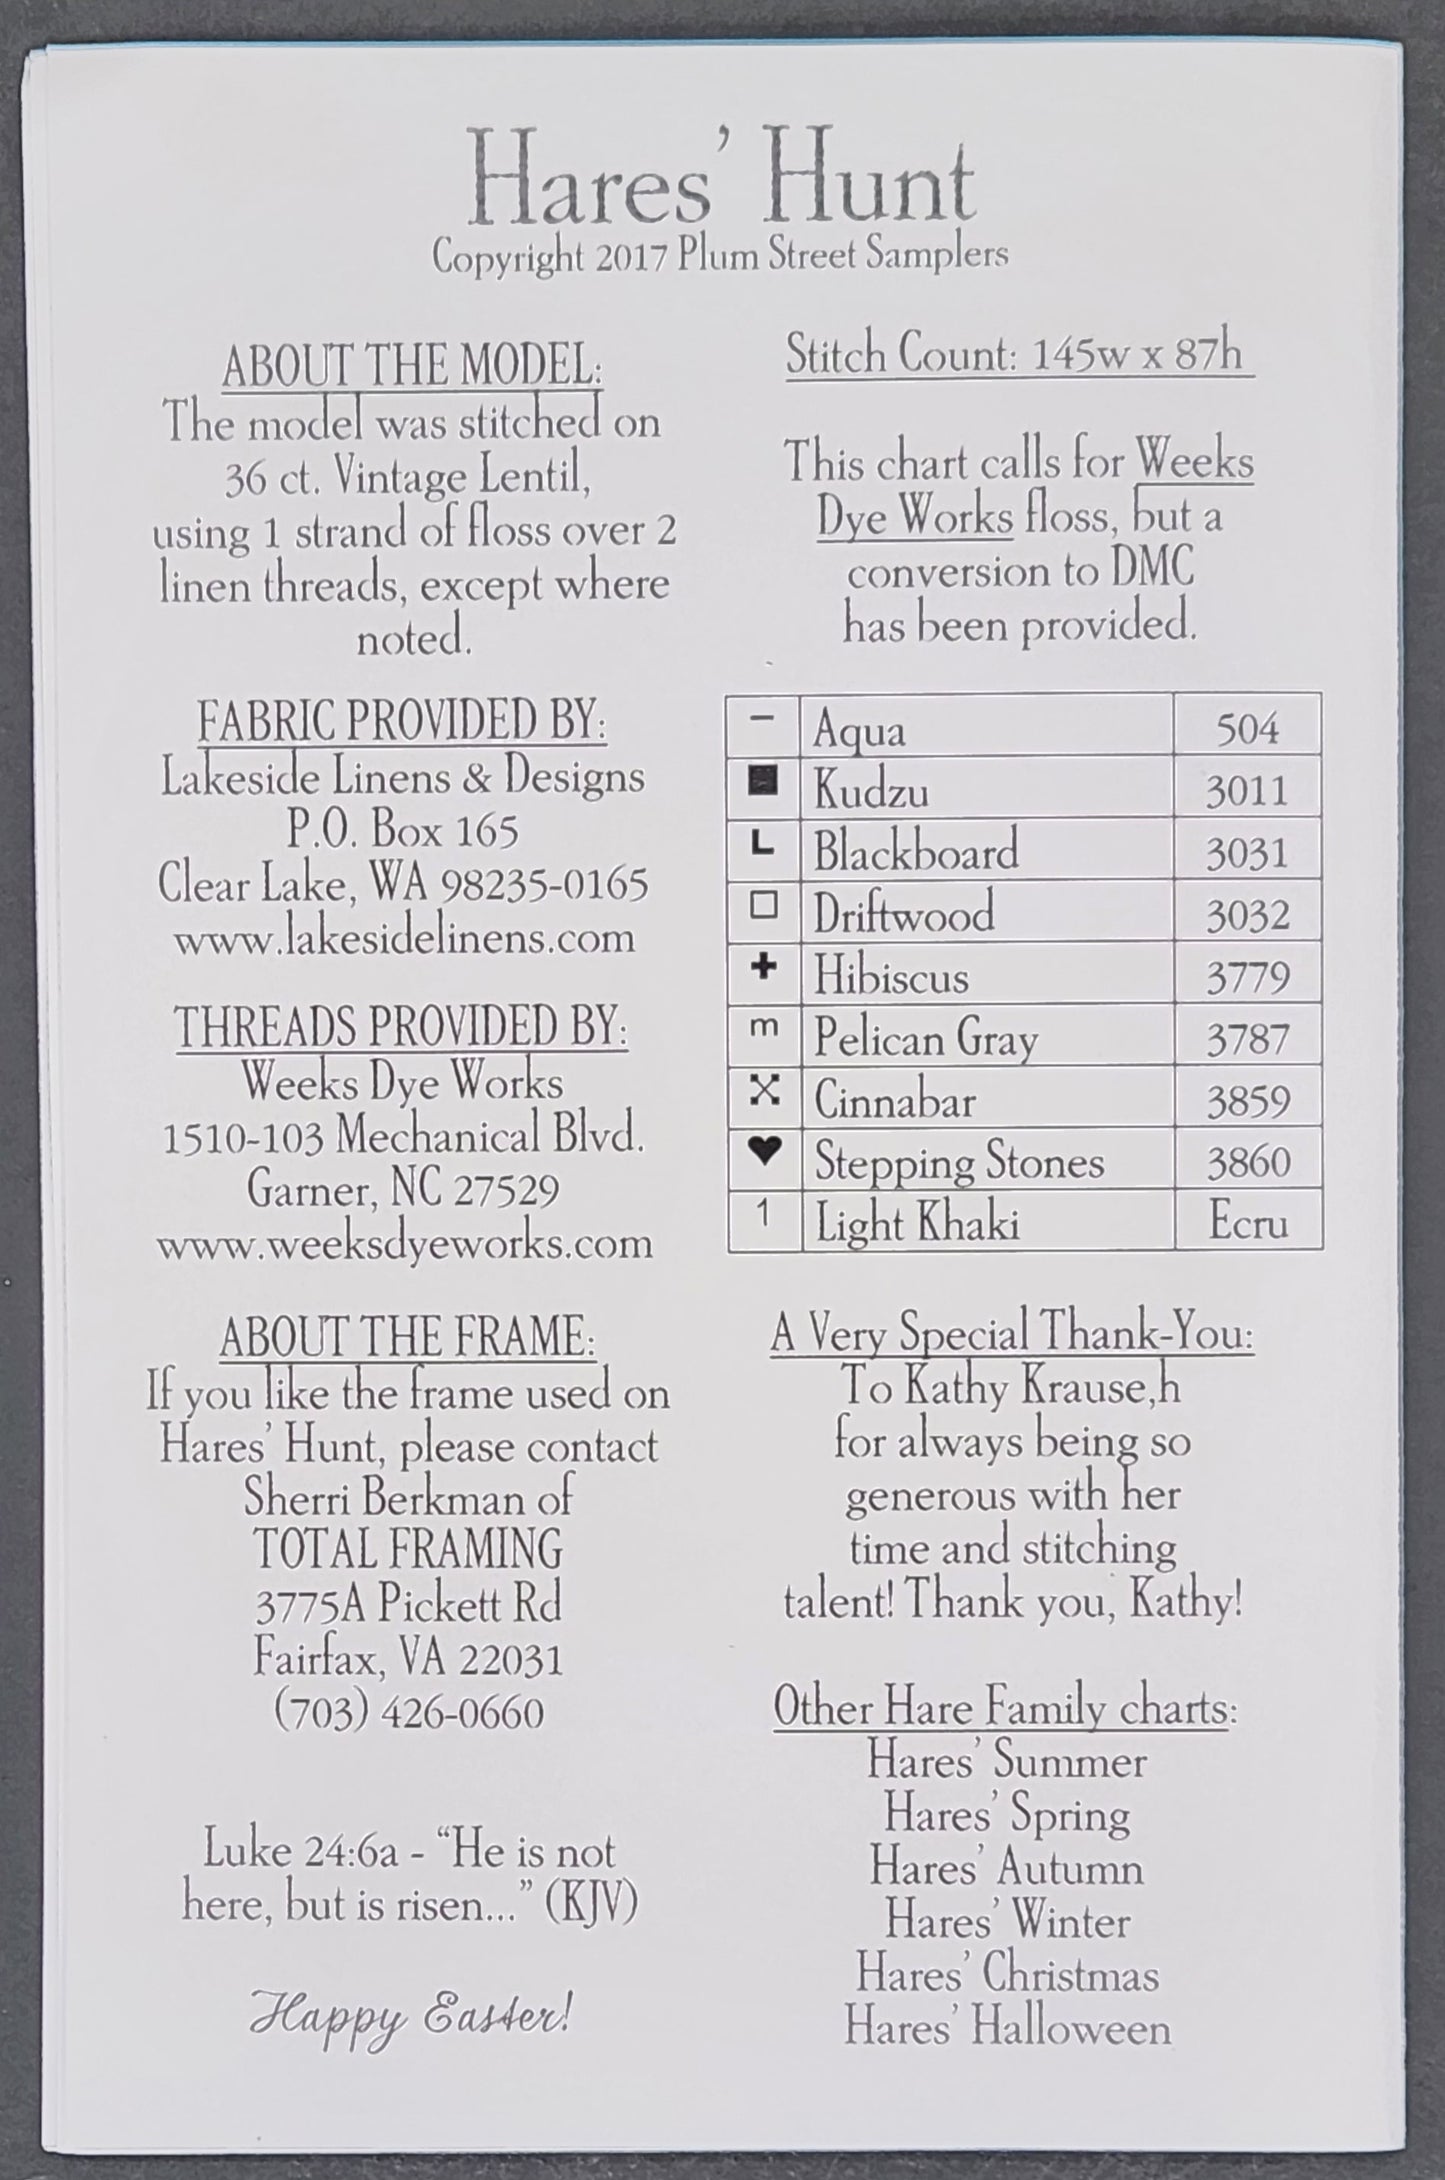 Hares' Hunt
Copyright 2017 Plum Street Samplers
ABOUT THE MODEL:
The model was stitched on
36 ct. Vintage Lentil,
using 1 strand of floss over 2
linen threads, except where
noted.
FABRIC PROVIDED BY:
Lakeside Linens & Designs
P.O. Box 165
Clear Lake, WA 98235-0165
www.lakesidelinens.com
THREADS PROVIDED BY:
Weeks Dye Works
1510-103 Mechanical Blvd.
Garner, NC 27529
www.weeksdyeworks.com
ABOUT THE FRAME:
If you like the frame used on
Hares' Hunt, please contact
Sherri Berkman of
TOTAL FRAMING
3775A Pickett Rd
Fairfax, VA 22031
(703) 426-0660
Luke 24:6a - "He is not
here, but is risen..." (KJV)
Happy Easter!
Stitch Count: 145w x 87h
This chart calls for Weeks
Dye Works floss, but a
conversion to DMC
has been provided.
– Aqua 504
■ Kudzu 3011
L Blackboard 3031
□ Driftwood 3032
+ Hibiscus 3779
m Pelican Gray 3787
X Cinnabar 3859
♥ Stepping Stones 3860
1 Light Khaki Ecru
A Very Special Thank-You:
To Kathy Krause,h
for always being so
generous with her
time and stitching
talent! Thank you, Kathy!
Other Hare Family charts:
Hares' Summer
Hares' Spring
Hares' Autumn
Hares' Winter
Hares' Christmas
Hares' Halloween